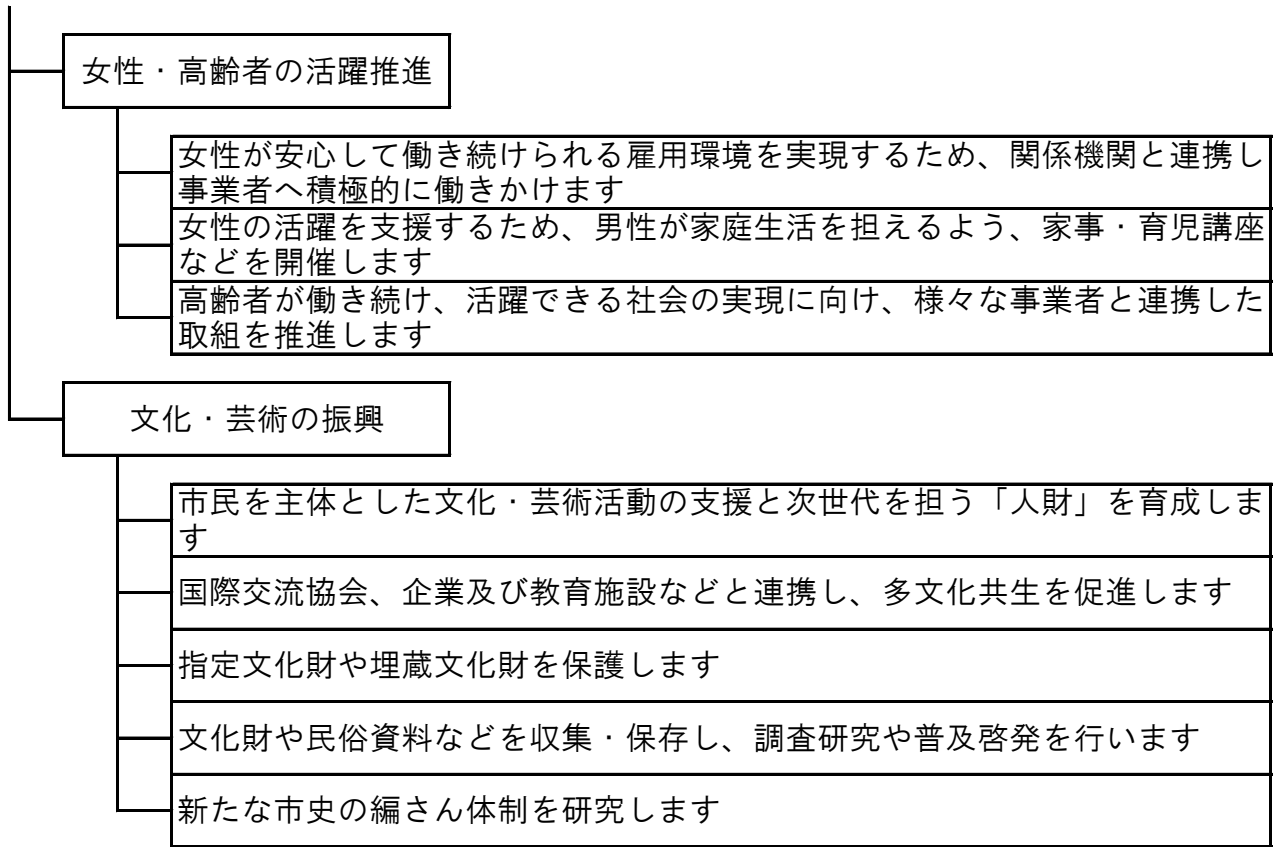 女性・高齢者の活躍推進
女性が安心して働き続けられる雇用環境を実現するため、関係機関と連携し
事業者へ積極的に働きかけます
女性の活躍を支援するため、男性が家庭生活を担えるよう、家事・育児講座
などを開催します
高齢者が働き続け、活躍できる社会の実現に向け、様々な事業者と連携した
取組を推進します
文化・芸術の振興
市民を主体とした文化・芸術活動の支援と次世代を担う「人財」を育成しま
す
国際交流協会、企業及び教育施設などと連携し、多文化共生を促進します
指定文化財や埋蔵文化財を保護します
文化財や民俗資料などを収集・保存し、調査研究や普及啓発を行います
新たな市史の編さん体制を研究します